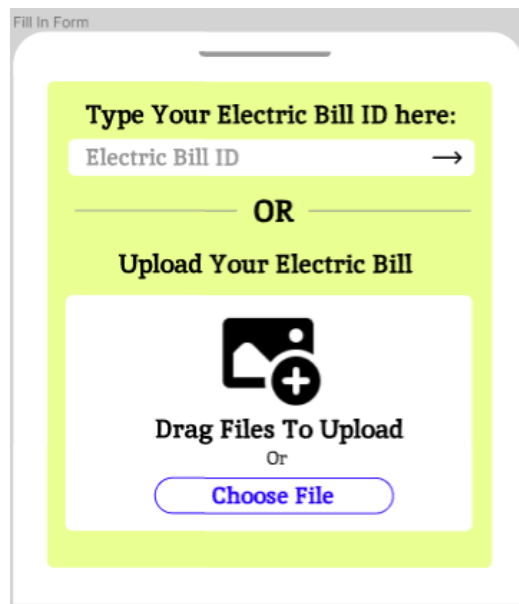 Fill In Form
Type Your Electric Bill ID here:
Electric Bill ID
OR
Upload Your Electric Bill
Drag Files To Upload
Or
Choose File